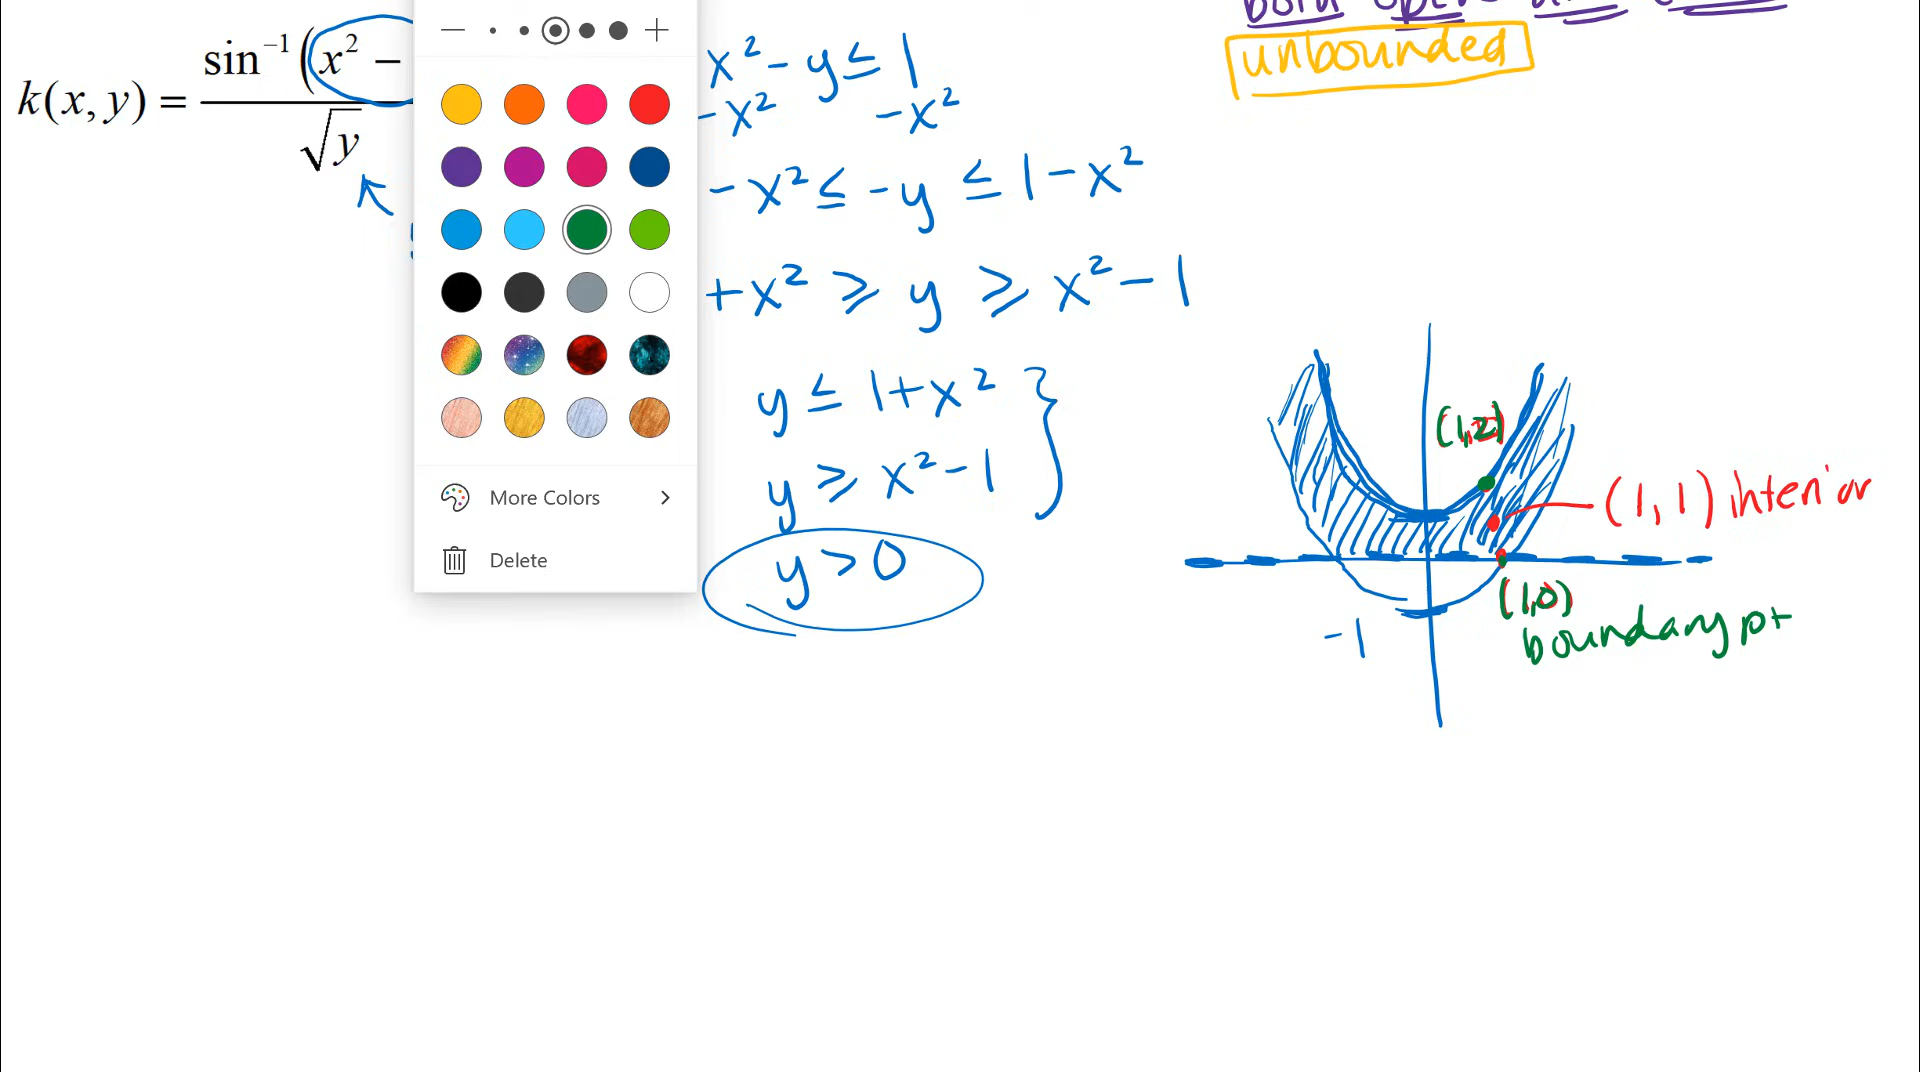 unbounded
k(x, y) = sin⁻¹(x² −
√y
x² - y ≤ 1
-x² -x²
-x² ≤ -y ≤ 1 - x²
+x² ≥ y ≥ x² - 1
y ≤ 1 + x²
y ≥ x² - 1
y > 0
More Colors
Delete
(1,2)
(1, 1) interior
(1,0)
boundary pt
-1